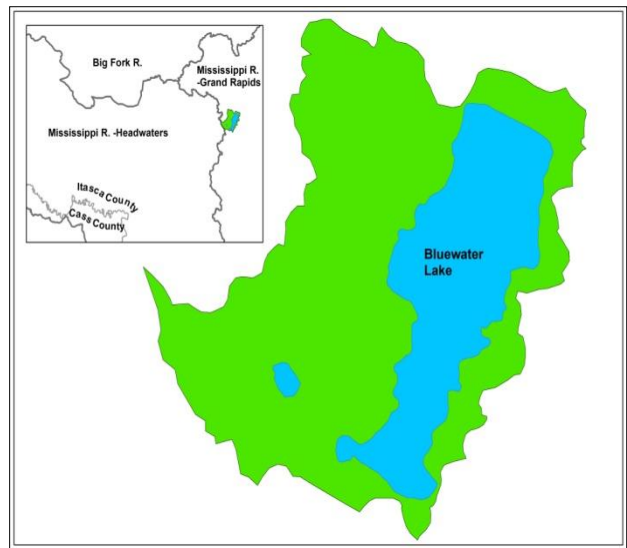 Big Fork R.
Mississippi R.
-Grand Rapids
Mississippi R. -Headwaters
Itasca County
Cass County
Bluewater
Lake